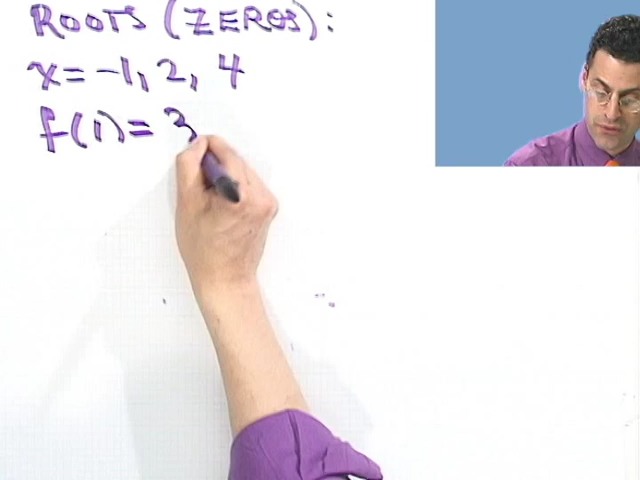 ROOTS (ZEROS):
x = -1, 2, 4
f(1) = 3